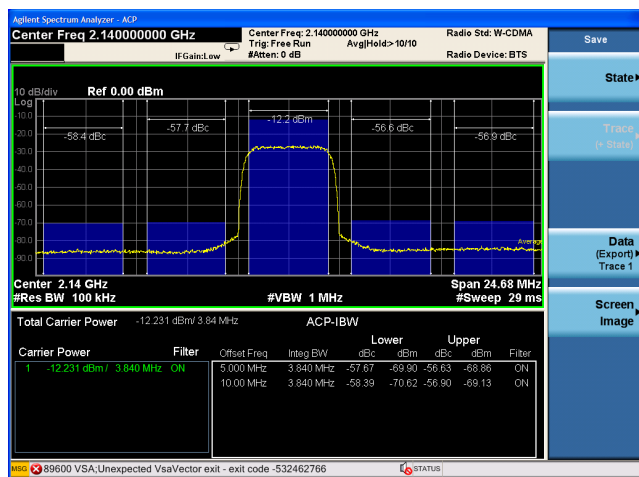 Agilent Spectrum Analyzer - ACP
Center Freq 2.140000000 GHz
IFGain:Low
Center Freq: 2.140000000 GHz
Trig: Free Run Avg|Hold:>10/10
#Atten: 0 dB
Radio Std: W-CDMA
Radio Device: BTS
Save
State
Trace
(+ State)
Data
(Export)
Trace 1
Screen
Image
10 dB/div Ref 0.00 dBm
Log
-10.0
-20.0
-30.0
-40.0
-50.0
-60.0
-70.0
-80.0
-90.0
-58.4 dBc
-57.7 dBc
-12.2 dBm
-56.6 dBc
-56.9 dBc
Average
Center 2.14 GHz Span 24.68 MHz
#Res BW 100 kHz #VBW 1 MHz #Sweep 29 ms
Total Carrier Power -12.231 dBm/ 3.84 MHz ACP-IBW
Lower Upper
Carrier Power Filter Offset Freq Integ BW dBc dBm dBc dBm Filter
1 -12.231 dBm / 3.840 MHz ON 5.000 MHz 3.840 MHz -57.67 -69.90 -56.63 -68.86 ON
10.00 MHz 3.840 MHz -58.39 -70.62 -56.90 -69.13 ON
MSG 89600 VSA;Unexpected VsaVector exit - exit code -532462766 STATUS